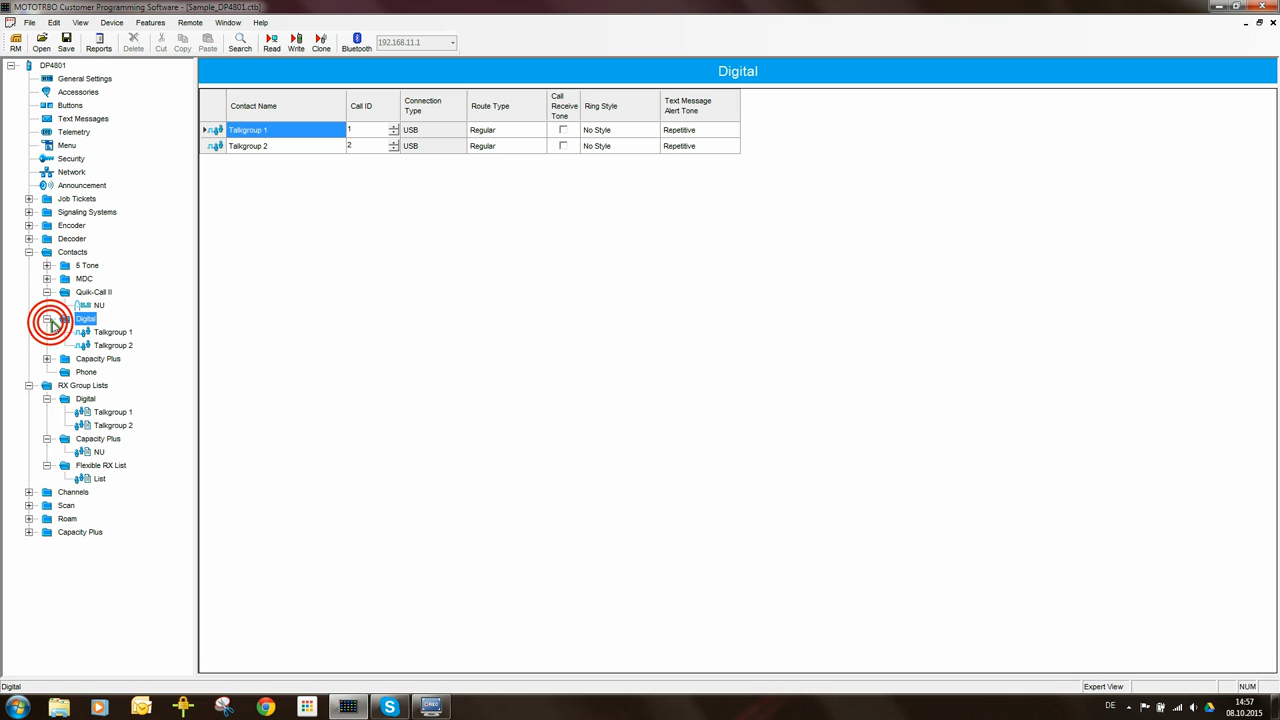 MOTOTRBO Customer Programming Software - [Sample_DP4801.ctb]
File Edit View Device Features Remote Window Help
RM Open Save Reports Delete Cut Copy Paste Search Read Write Clone Bluetooth 192.168.11.1
DP4801
General Settings
Accessories
Buttons
Text Messages
Telemetry
Menu
Security
Network
Announcement
Job Tickets
Signaling Systems
Encoder
Decoder
Contacts
5 Tone
MDC
Quik-Call II
NU
Digital
Talkgroup 1
Talkgroup 2
Capacity Plus
Phone
RX Group Lists
Digital
Talkgroup 1
Talkgroup 2
Capacity Plus
NU
Flexible RX List
List
Channels
Scan
Roam
Capacity Plus
Digital
Contact Name Call ID Connection Type Route Type Call Receive Tone Ring Style Text Message Alert Tone
Talkgroup 1 1 USB Regular No Style Repetitive
Talkgroup 2 2 USB Regular No Style Repetitive
Digital Expert View NUM
DE 14:57
08.10.2015